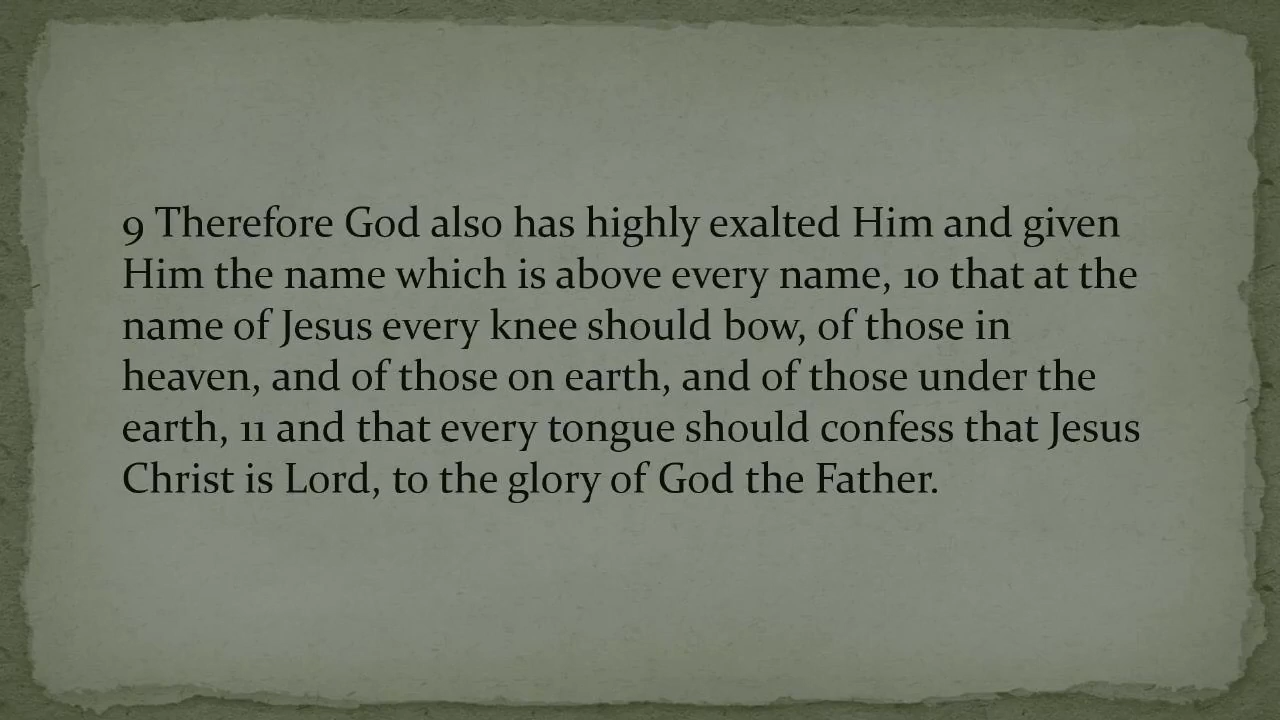 9 Therefore God also has highly exalted Him and given
Him the name which is above every name, 10 that at the
name of Jesus every knee should bow, of those in
heaven, and of those on earth, and of those under the
earth, 11 and that every tongue should confess that Jesus
Christ is Lord, to the glory of God the Father.